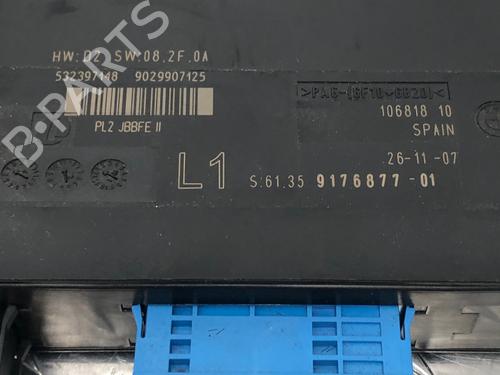 HW:02 SW:08.2F.0A
532397148 9029907125
PL2 JBBFE II
>PA6-(GF10+GB20)<
106818 10
SPAIN
26-11-07
L1 S:61.35 9176877-01
B-PARTS